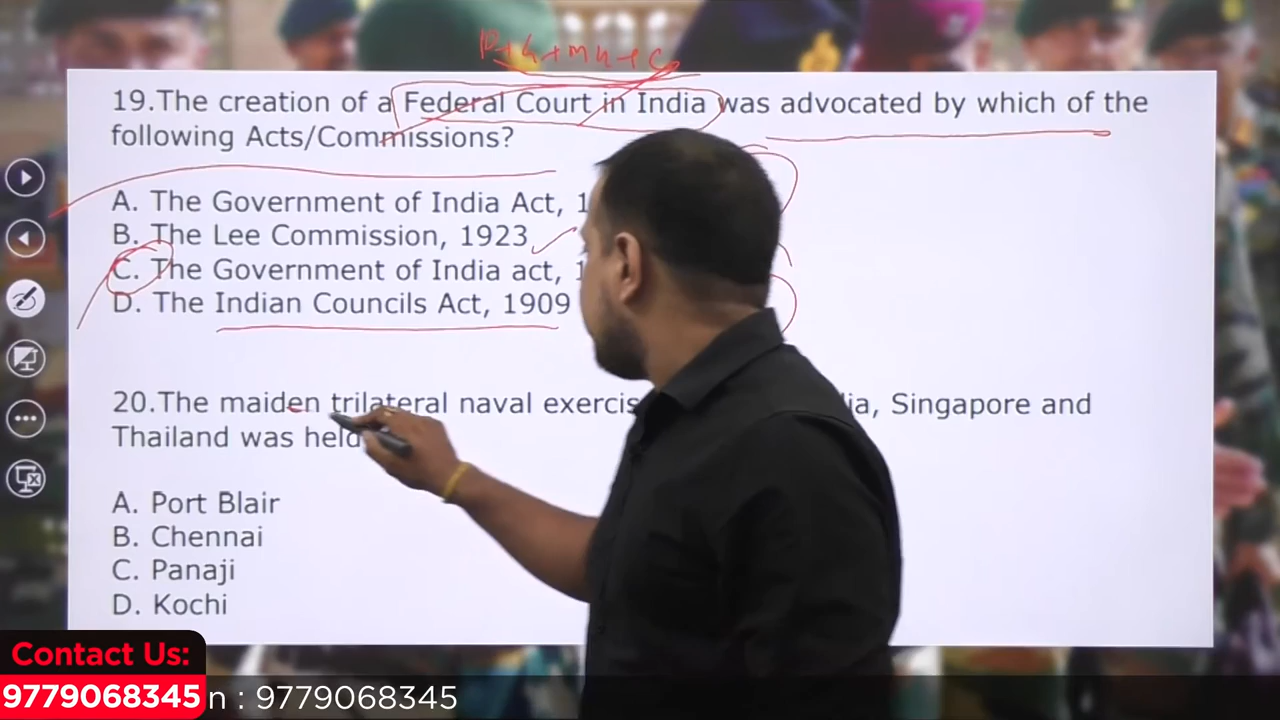 19.The creation of a Federal Court in India was advocated by which of the
following Acts/Commissions?
A. The Government of India Act, 1
B. The Lee Commission, 1923
C. The Government of India act, 1
D. The Indian Councils Act, 1909
20.The maiden trilateral naval
Singapore and
Thailand was held
A. Port Blair
B. Chennai
C. Panaji
D. Kochi
Contact Us:
9779068345
n : 9779068345